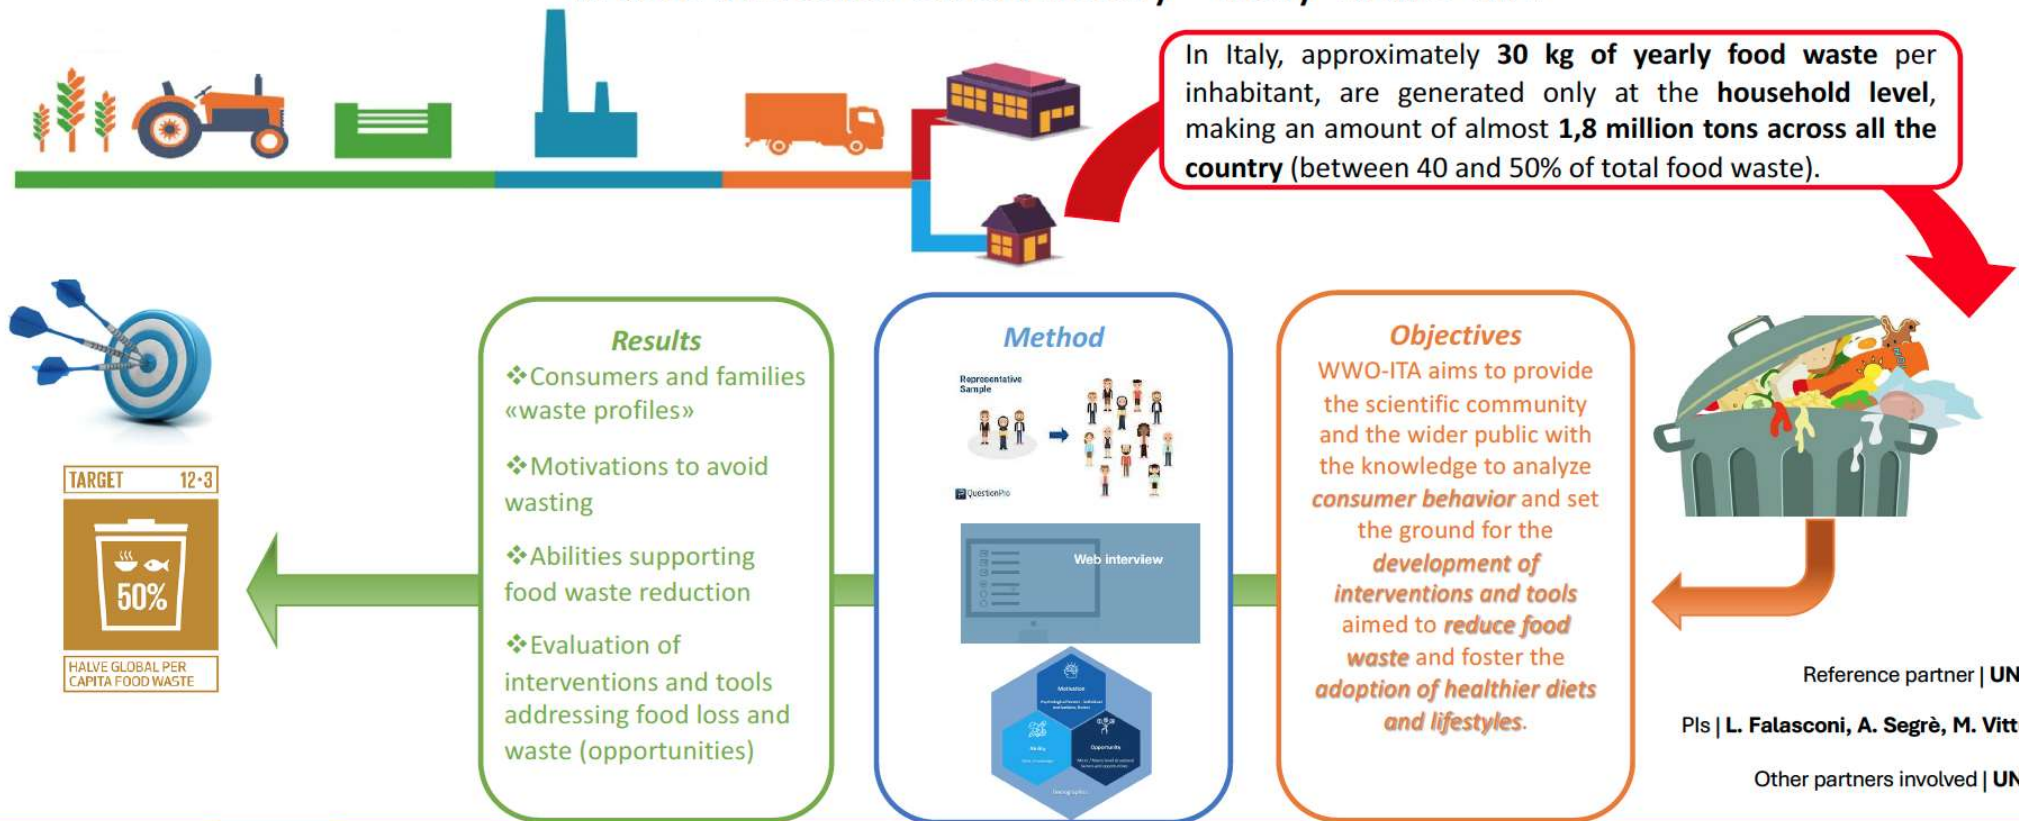 In Italy, approximately 30 kg of yearly food waste per
inhabitant, are generated only at the household level,
making an amount of almost 1,8 million tons across all the
country (between 40 and 50% of total food waste).
TARGET 12·3
50%
HALVE GLOBAL PER
CAPITA FOOD WASTE
Results
❖Consumers and families
«waste profiles»
❖Motivations to avoid
wasting
❖Abilities supporting
food waste reduction
❖Evaluation of
interventions and tools
addressing food loss and
waste (opportunities)
Method
Representative
Sample
QuestionPro
Web interview
Motivation
Ability
Opportunity
Objectives
WWO-ITA aims to provide
the scientific community
and the wider public with
the knowledge to analyze
consumer behavior and set
the ground for the
development of
interventions and tools
aimed to reduce food
waste and foster the
adoption of healthier diets
and lifestyles.
Reference partner | UN
PIs | L. Falasconi, A. Segrè, M. Vitt
Other partners involved | UN